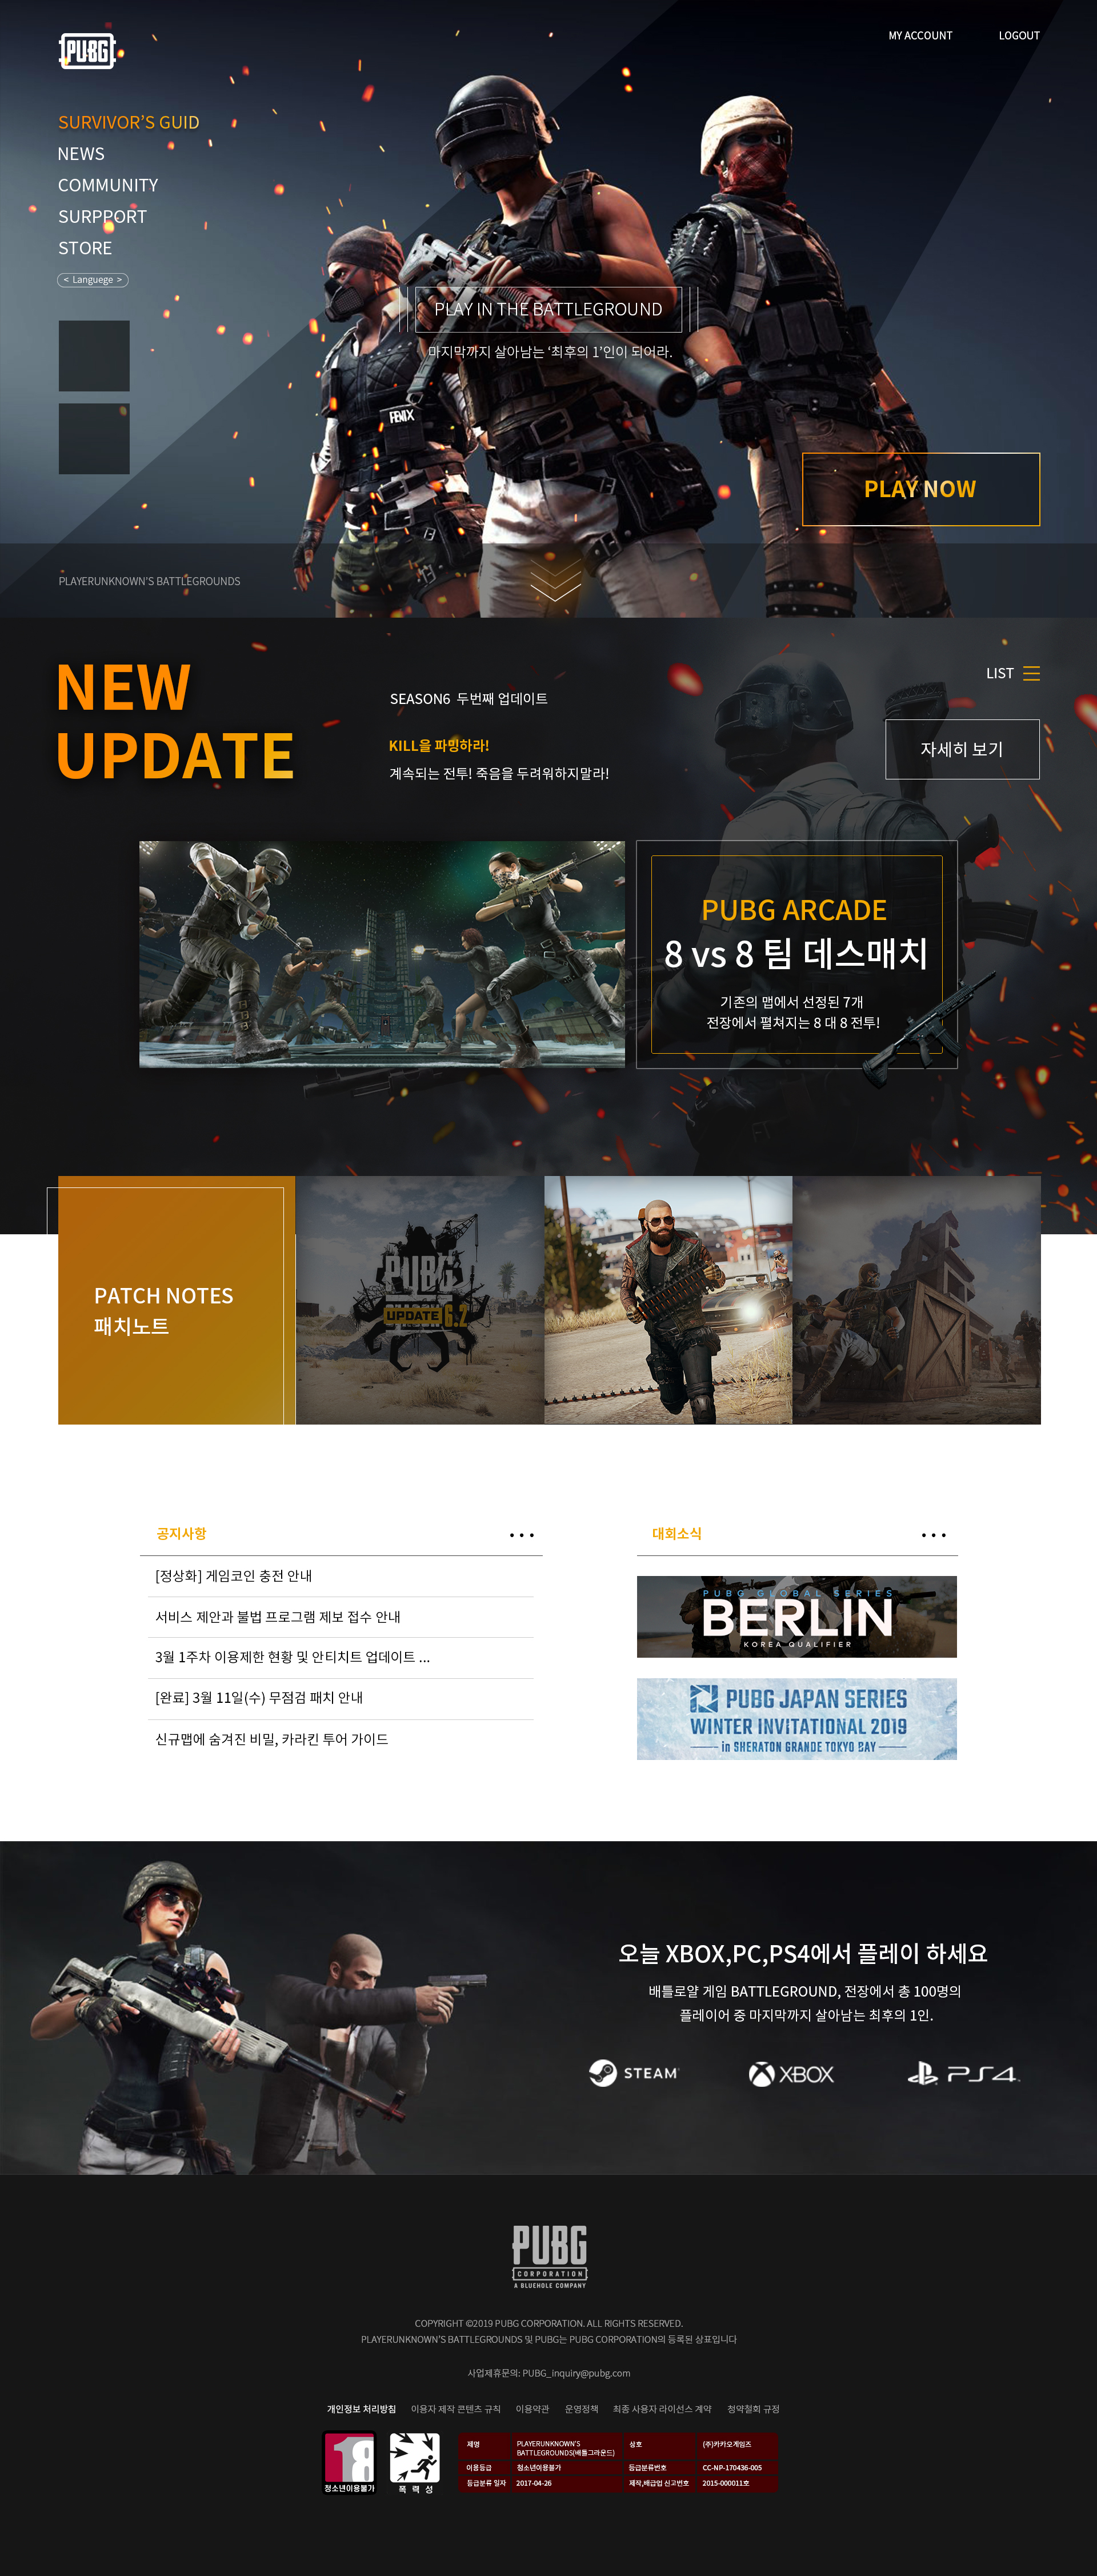 PUBG
MY ACCOUNT
LOGOUT
SURVIVOR'S GUID
NEWS
COMMUNITY
SURPPORT
STORE
< Languege >
PLAY IN THE BATTLEGROUND
마지막까지 살아남는 ‘최후의 1’인이 되어라.
FENIX
PLAY NOW
PLAYERUNKNOWN'S BATTLEGROUNDS
NEW
UPDATE
SEASON6 두번째 업데이트
KILL을 파밍하라!
계속되는 전투! 죽음을 두려워하지말라!
LIST
자세히 보기
PUBG ARCADE
8 vs 8 팀 데스매치
기존의 맵에서 선정된 7개
전장에서 펼쳐지는 8 대 8 전투!
PATCH NOTES
패치노트
PUBG
UPDATE 6.2
공지사항
[정상화] 게임코인 충전 안내
서비스 제안과 불법 프로그램 제보 접수 안내
3월 1주차 이용제한 현황 및 안티치트 업데이트 ...
[완료] 3월 11일(수) 무점검 패치 안내
신규맵에 숨겨진 비밀, 카라킨 투어 가이드
대회소식
PUBG GLOBAL SERIES
BERLIN
KOREA QUALIFIER
PUBG JAPAN SERIES
WINTER INVITATIONAL 2019
in SHERATON GRANDE TOKYO BAY
오늘 XBOX,PC,PS4에서 플레이 하세요
배틀로얄 게임 BATTLEGROUND, 전장에서 총 100명의
플레이어 중 마지막까지 살아남는 최후의 1인.
STEAM
XBOX
PS4
PUBG
CORPORATION
A BLUEHOLE COMPANY
COPYRIGHT ©2019 PUBG CORPORATION. ALL RIGHTS RESERVED.
PLAYERUNKNOWN'S BATTLEGROUNDS 및 PUBG는 PUBG CORPORATION의 등록된 상표입니다
사업제휴문의: PUBG_inquiry@pubg.com
개인정보 처리방침 이용자 제작 콘텐츠 규칙 이용약관 운영정책 최종 사용자 라이선스 계약 청약철회 규정
18
청소년이용불가
폭력성
제명 PLAYERUNKNOWN'S BATTLEGROUNDS(배틀그라운드) 상호 (주)카카오게임즈
이용등급 청소년이용불가 등급분류번호 CC-NP-170436-005
등급분류 일자 2017-04-26 제작,배급업 신고번호 2015-000011호